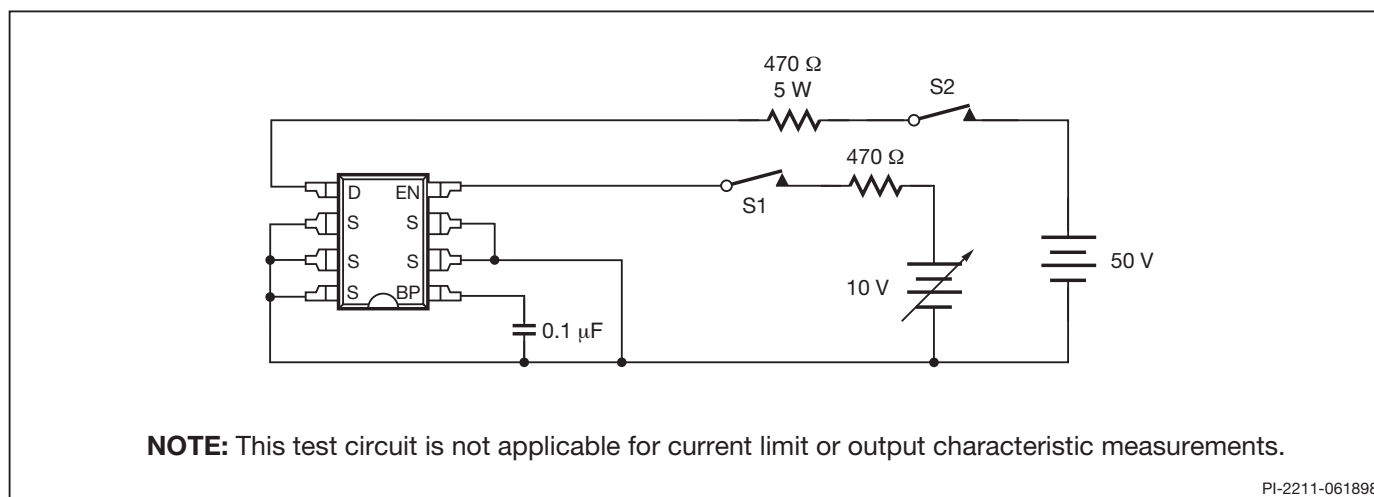 470 Ω
5 W
S2
470 Ω
S1
D EN
S S
S S
S BP
10 V
50 V
0.1 µF
NOTE: This test circuit is not applicable for current limit or output characteristic measurements.
PI-2211-061898